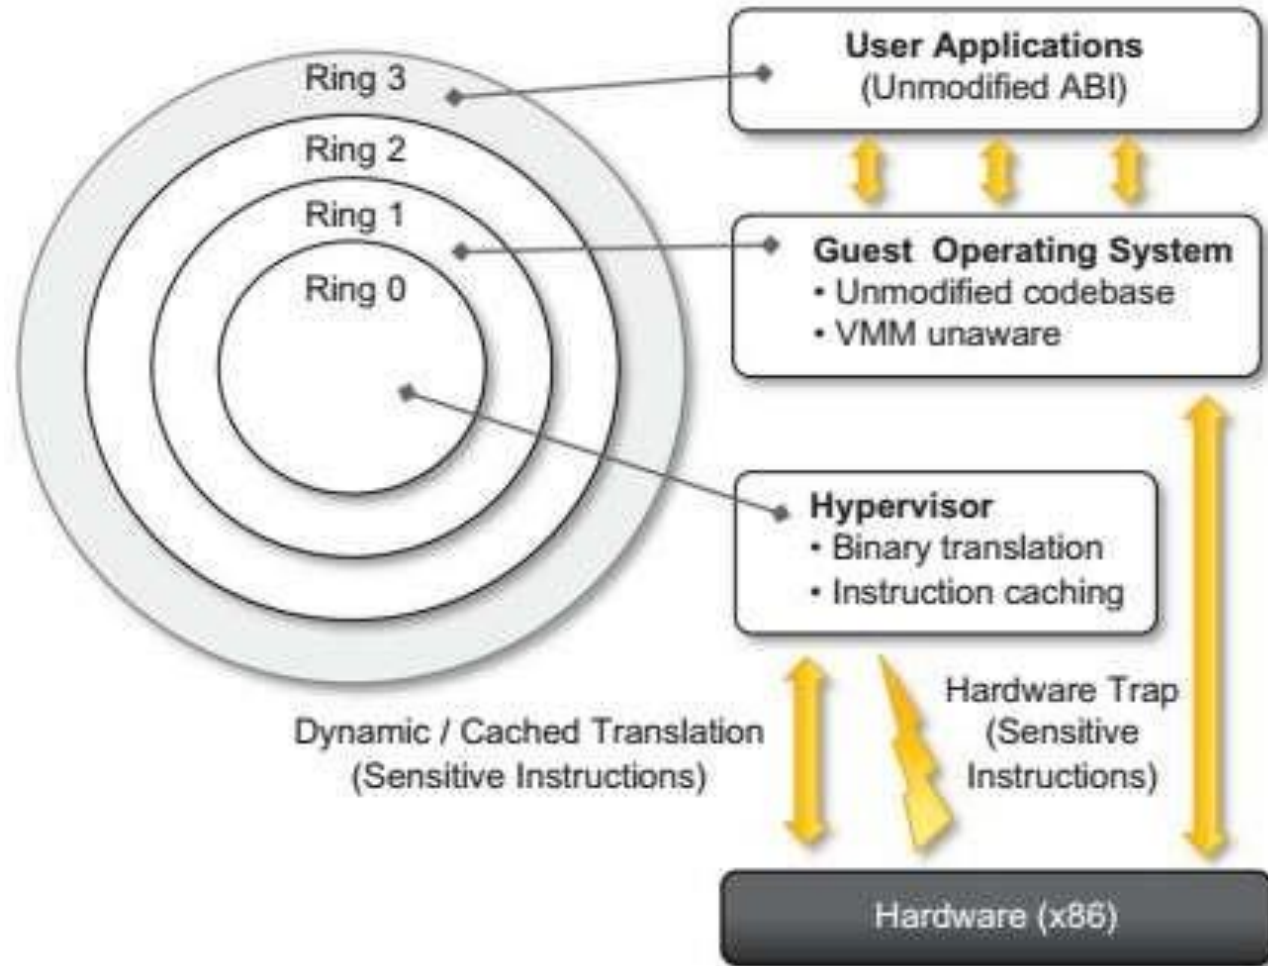 Ring 3
Ring 2
Ring 1
Ring 0
User Applications
(Unmodified ABI)
Guest Operating System
• Unmodified codebase
• VMM unaware
Hypervisor
• Binary translation
• Instruction caching
Dynamic / Cached Translation
(Sensitive Instructions)
Hardware Trap
(Sensitive
Instructions)
Hardware (x86)